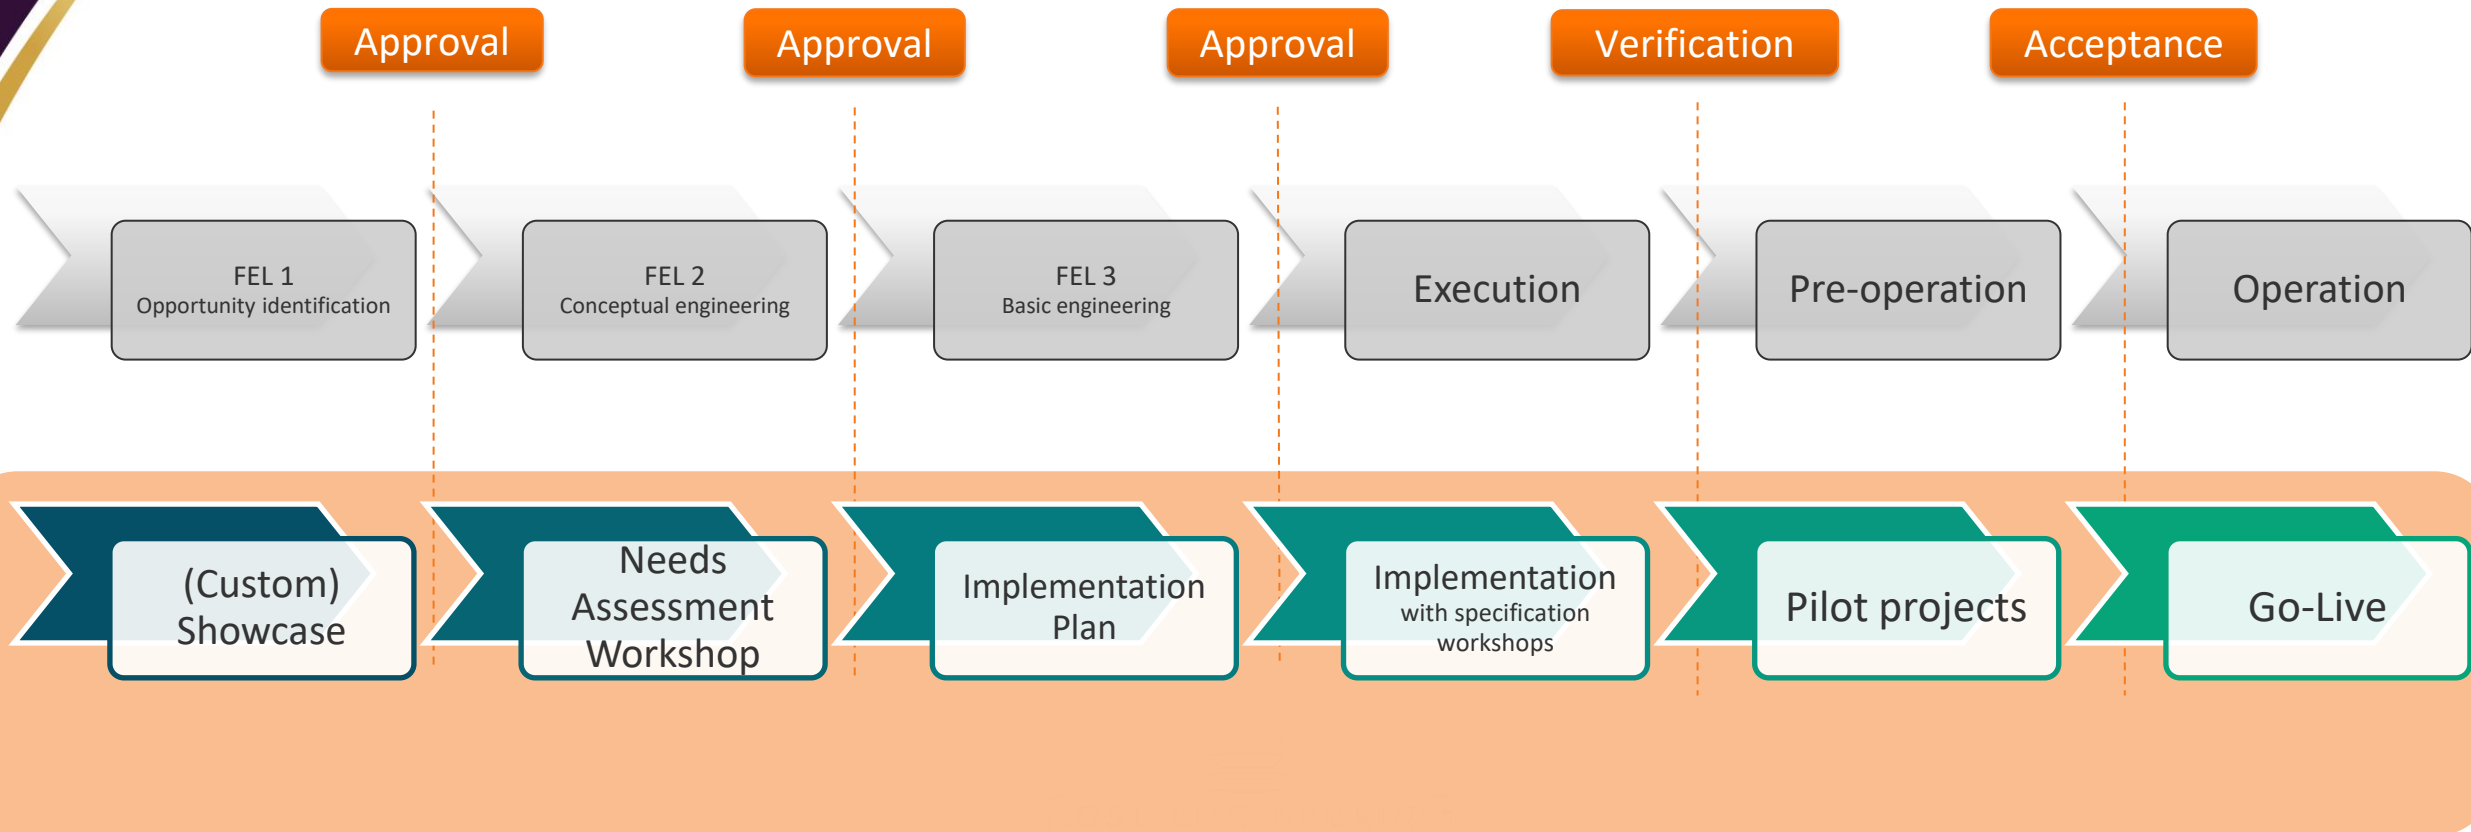 Approval
Approval
Approval
Verification
Acceptance
FEL 1
Opportunity identification
FEL 2
Conceptual engineering
FEL 3
Basic engineering
Execution
Pre-operation
Operation
(Custom)
Showcase
Needs
Assessment
Workshop
Implementation
Plan
Implementation
with specification
workshops
Pilot projects
Go-Live